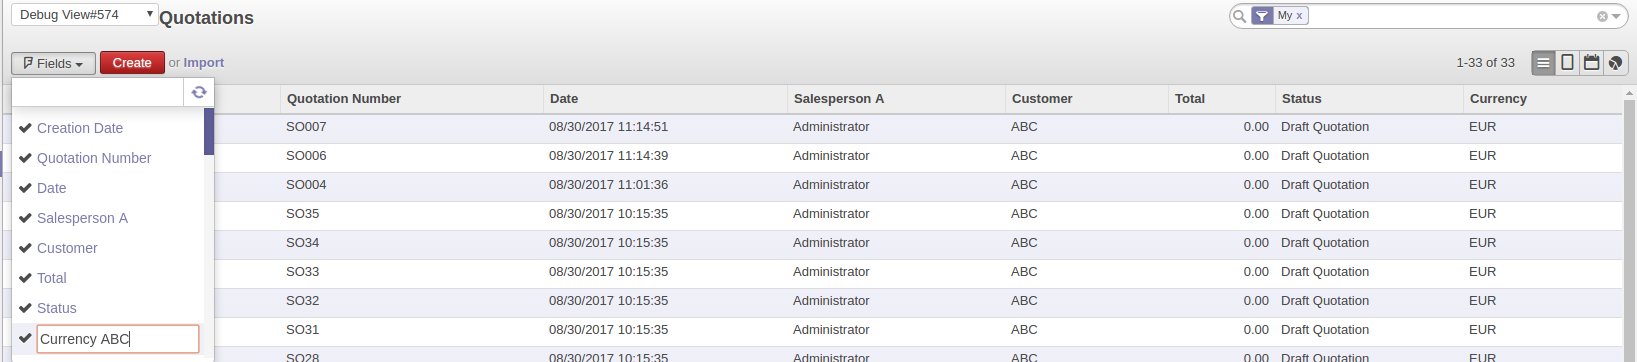 Debug View#574 Quotations My x
Fields Create or Import 1-33 of 33
Quotation Number Date Salesperson A Customer Total Status Currency
Creation Date
Quotation Number
Date
Salesperson A
Customer
Total
Status
Currency ABC
SO007 08/30/2017 11:14:51 Administrator ABC 0.00 Draft Quotation EUR
SO006 08/30/2017 11:14:39 Administrator ABC 0.00 Draft Quotation EUR
SO004 08/30/2017 11:01:36 Administrator ABC 0.00 Draft Quotation EUR
SO35 08/30/2017 10:15:35 Administrator ABC 0.00 Draft Quotation EUR
SO34 08/30/2017 10:15:35 Administrator ABC 0.00 Draft Quotation EUR
SO33 08/30/2017 10:15:35 Administrator ABC 0.00 Draft Quotation EUR
SO32 08/30/2017 10:15:35 Administrator ABC 0.00 Draft Quotation EUR
SO31 08/30/2017 10:15:35 Administrator ABC 0.00 Draft Quotation EUR
SO28 08/30/2017 10:15:35 Administrator ABC 0.00 Draft Quotation EUR